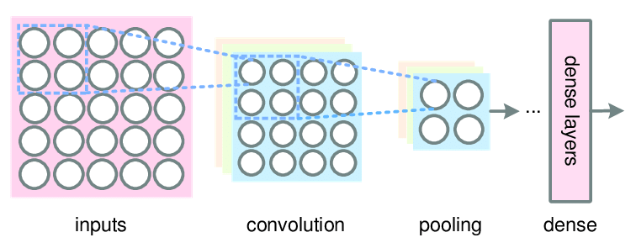 ...
dense layers
inputs
convolution
pooling
dense